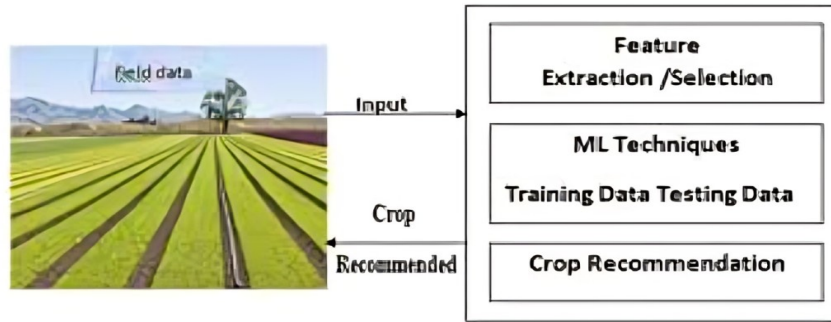 Field data
Input
Crop
Recommended
Feature
Extraction /Selection
ML Techniques
Training Data Testing Data
Crop Recommendation